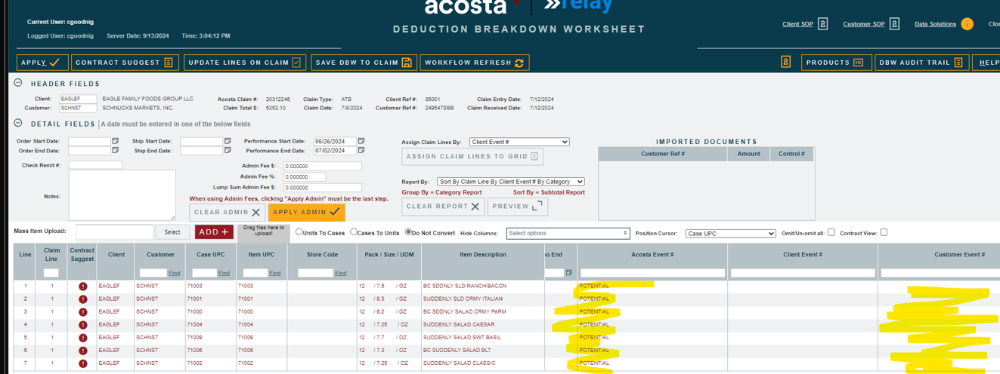 acosta relay
Current User: cgoodnig
DEDUCTION BREAKDOWN WORKSHEET
Client SOP Customer SOP Data Solutions i Clo
Logged User: cgoodnig Server Date: 9/13/2024 Time: 3:04:12 PM
APPLY CONTRACT SUGGEST UPDATE LINES ON CLAIM SAVE DBW TO CLAIM WORKFLOW REFRESH PRODUCTS DBW AUDIT TRAIL HELP
HEADER FIELDS
Client: EAGLEF EAGLE FAMILY FOODS GROUP LLC Acosta Claim #: 20312246 Claim Type: ATB Client Ref #: 85001 Claim Entry Date: 7/12/2024
Customer: SCHNST SCHNUCKS MARKETS, INC. Claim Total $: 5352.10 Claim Date: 7/8/2024 Customer Ref #: 249547SBB Claim Received Date: 7/12/2024
DETAIL FIELDS A date must be entered in one of the below fields
Order Start Date: Ship Start Date: Performance Start Date: 06/26/2024 Assign Claim Lines By: Client Event # IMPORTED DOCUMENTS
Order End Date: Ship End Date: Performance End Date: 07/02/2024
Customer Ref # Amount Control #
ASSIGN CLAIM LINES TO GRID
Check Remit #: Admin Fee $: 0.000000
Admin Fee %: 0.000000
Report By: Sort By Claim Line By Client Event # By Category
Lump Sum Admin Fee $: 0.000000
Group By = Category Report Sort By = Subtotal Report
Notes: When using Admin Fees, clicking "Apply Admin" must be the last step.
CLEAR ADMIN APPLY ADMIN CLEAR REPORT PREVIEW
Mass Item Upload: Select ADD + Drag files here to upload! Units To Cases Cases To Units Do Not Convert Hide Columns: Select options Position Cursor: Case UPC Omit/Un-omit all: Contract View:
Line Claim Line Contract Suggest Client Customer Case UPC Item UPC Store Code Pack / Size / UOM Item Description o End Acosta Event # Client Event # Customer Event #
Find Find Find Find
1 1 ! EAGLEF SCHNST 71003 71003 12 / 7.5 / OZ BC SDDNLY SLD RANCH/BACON POTENTIAL
2 1 ! EAGLEF SCHNST 71001 71001 12 / 8.3 / OZ SUDDENLY SLD CRMY ITALIAN POTENTIAL
3 1 ! EAGLEF SCHNST 71000 71000 12 / 6.2 / OZ BC SDDNLY SALAD CRMY PARM POTENTIAL
4 1 ! EAGLEF SCHNST 71004 71004 12 / 7.25 / OZ SUDDENLY SALAD CAESAR POTENTIAL
5 1 ! EAGLEF SCHNST 71009 71009 12 / 7.7 / OZ SUDDENLY SALAD SWT BASIL POTENTIAL
6 1 ! EAGLEF SCHNST 71006 71006 12 / 7.3 / OZ BC SUDDENLY SALAD BLT POTENTIAL
7 1 ! EAGLEF SCHNST 71002 71002 12 / 7.25 / OZ SUDDENLY SALAD CLASSIC POTENTIAL